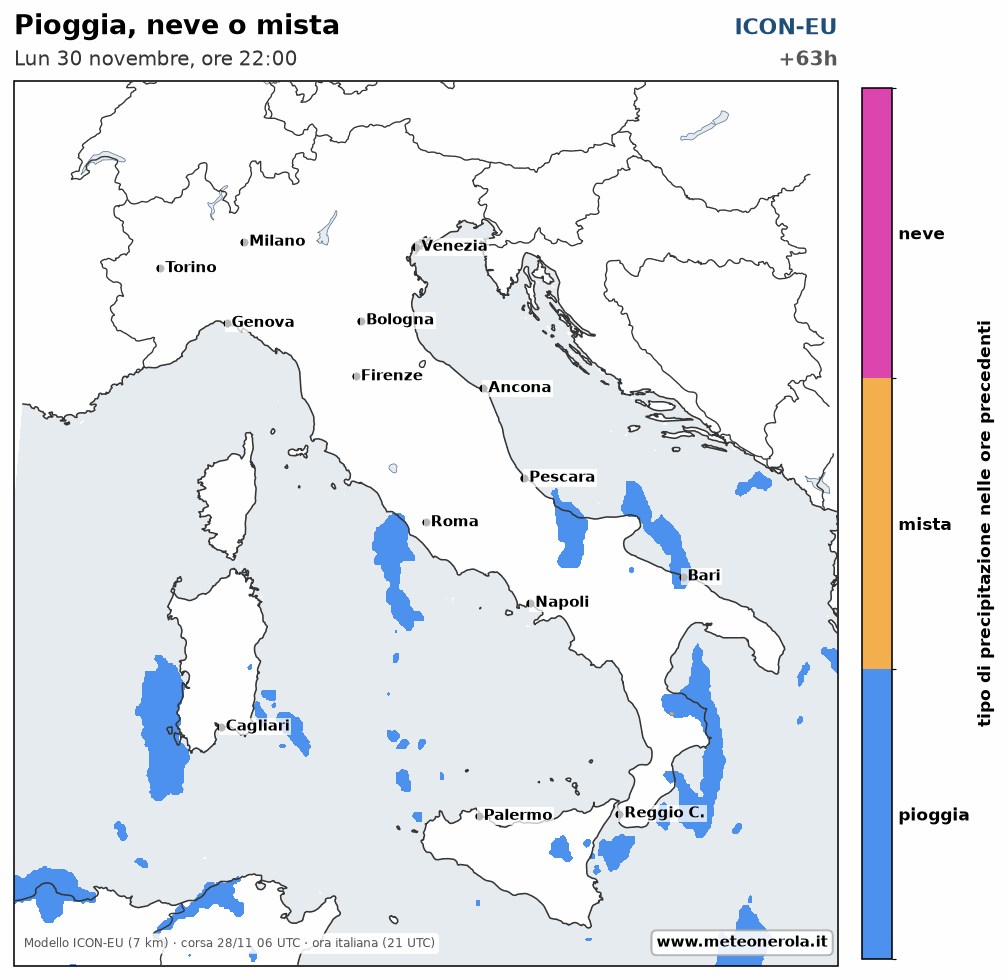 Pioggia, neve o mista
ICON-EU
Lun 30 novembre, ore 22:00
+63h
neve
Milano
Venezia
Torino
Genova
Bologna
Firenze
Ancona
Pescara
mista
Roma
Bari
Napoli
Cagliari
Palermo
Reggio C.
pioggia
tipo di precipitazione nelle ore precedenti
Modello ICON-EU (7 km) · corsa 28/11 06 UTC · ora italiana (21 UTC)
www.meteonerola.it